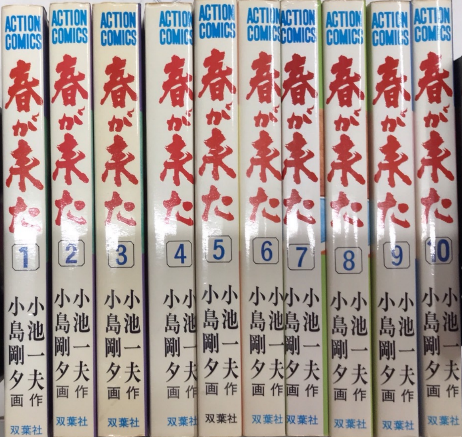 ACTION
COMICS
春が来た
1
小池一夫作
小島剛夕画
双葉社
ACTION
COMICS
春が来た
2
小池一夫作
小島剛夕画
双葉社
ACTION
COMICS
春が来た
3
小池一夫作
小島剛夕画
双葉社
ACTION
COMICS
春が来た
4
小池一夫作
小島剛夕画
双葉社
ACTION
COMICS
春が来た
5
小池一夫作
小島剛夕画
双葉社
ACTION
COMICS
春が来た
6
小池一夫作
小島剛夕画
双葉社
ACTION
COMICS
春が来た
7
小池一夫作
小島剛夕画
双葉社
ACTION
COMICS
春が来た
8
小池一夫作
小島剛夕画
双葉社
ACTION
COMICS
春が来た
9
小池一夫作
小島剛夕画
双葉社
ACTION
COMICS
春が来た
10
小池一夫作
小島剛夕画
双葉社